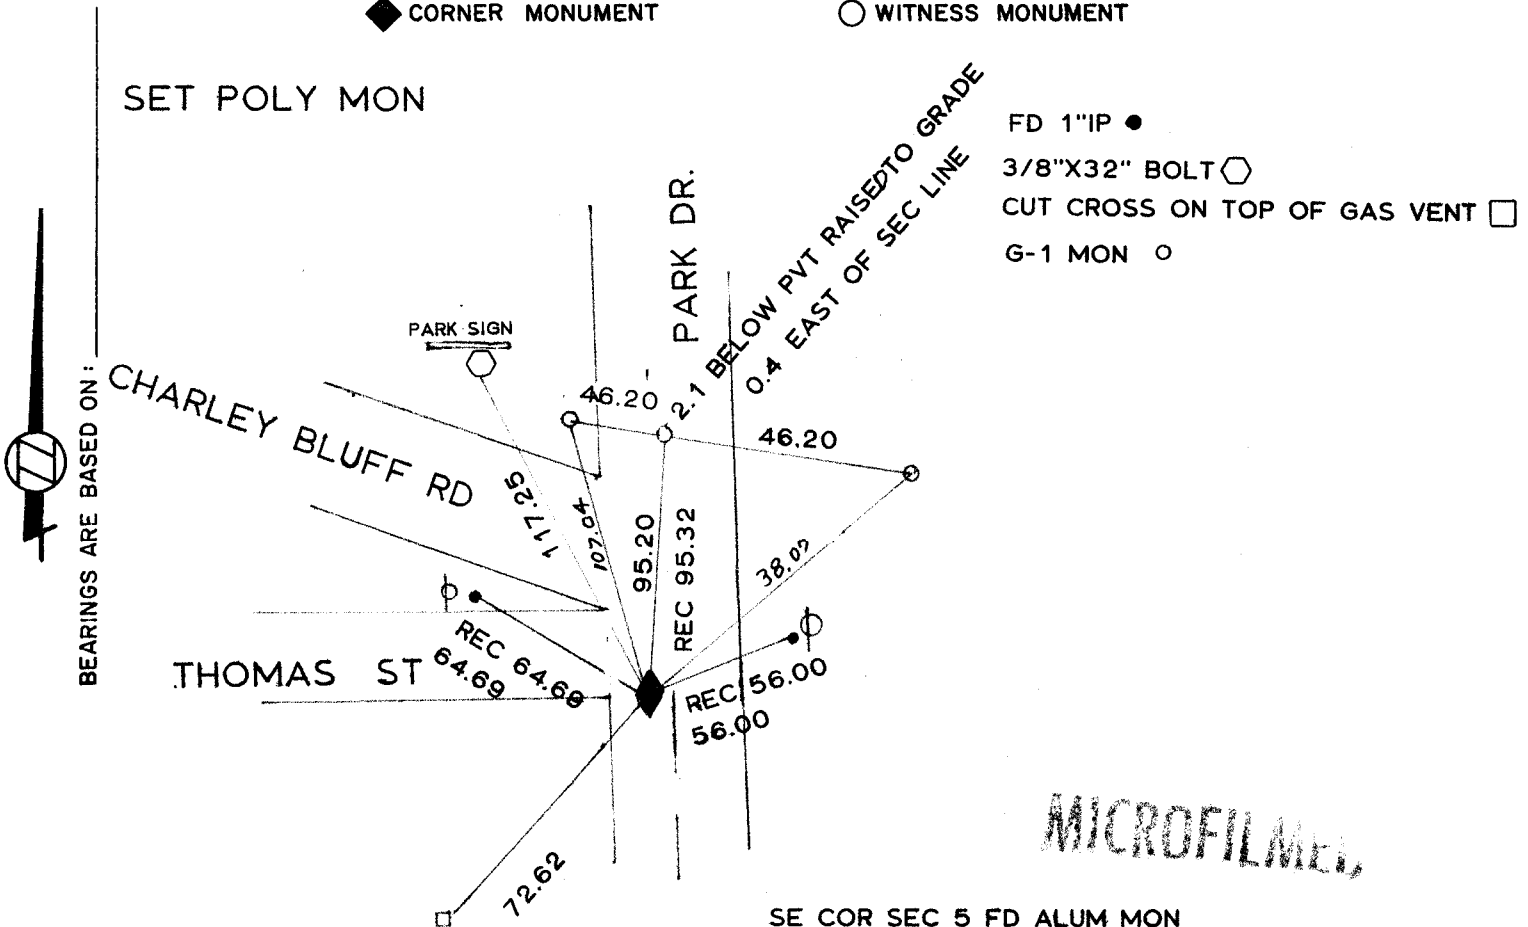 CORNER MONUMENT
WITNESS MONUMENT
SET POLY MON
FD 1"IP
3/8"X32" BOLT
CUT CROSS ON TOP OF GAS VENT
G-1 MON
2.1 BELOW PVT RAISED TO GRADE
0.4 EAST OF SEC LINE
PARK DR.
PARK SIGN
BEARINGS ARE BASED ON:
CHARLEY BLUFF RD
46.20
46.20
117.25
107.04
95.20
REC 95.32
THOMAS ST
REC 64.68
64.69
REC 56.00
56.00
72.62
SE COR SEC 5 FD ALUM MON